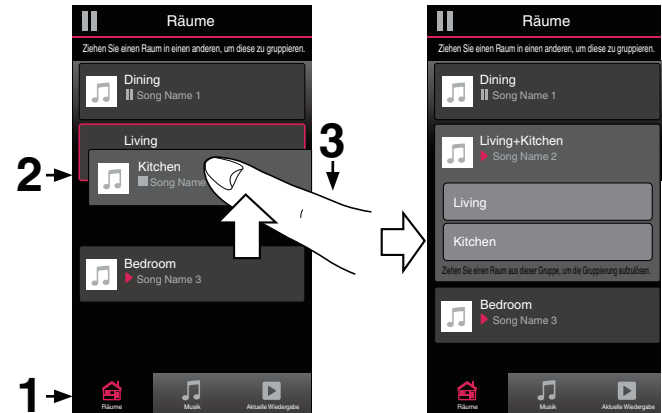 Räume
Ziehen Sie einen Raum in einen anderen, um diese zu gruppieren.
Dining
Song Name 1
Living
Kitchen
Song Name
Bedroom
Song Name 3
Räume
Musik
Aktuelle Wiedergabe
1
2
3
Räume
Ziehen Sie einen Raum in einen anderen, um diese zu gruppieren.
Dining
Song Name 1
Living+Kitchen
Song Name 2
Living
Kitchen
Ziehen Sie einen Raum aus dieser Gruppe, um die Gruppierung aufzulösen.
Bedroom
Song Name 3
Räume
Musik
Aktuelle Wiedergabe